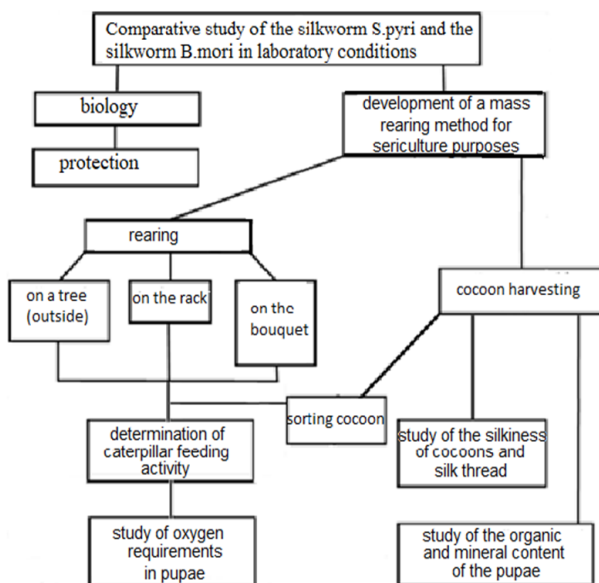 Comparative study of the silkworm S.pyri and the
silkworm B.mori in laboratory conditions
biology
development of a mass
rearing method for
sericulture purposes
protection
rearing
on a tree
(outside)
on the rack
on the
bouquet
cocoon harvesting
sorting cocoon
determination of
caterpillar feeding
activity
study of the silkiness
of cocoons and
silk thread
study of oxygen
requirements
in pupae
study of the organic
and mineral content
of the pupae